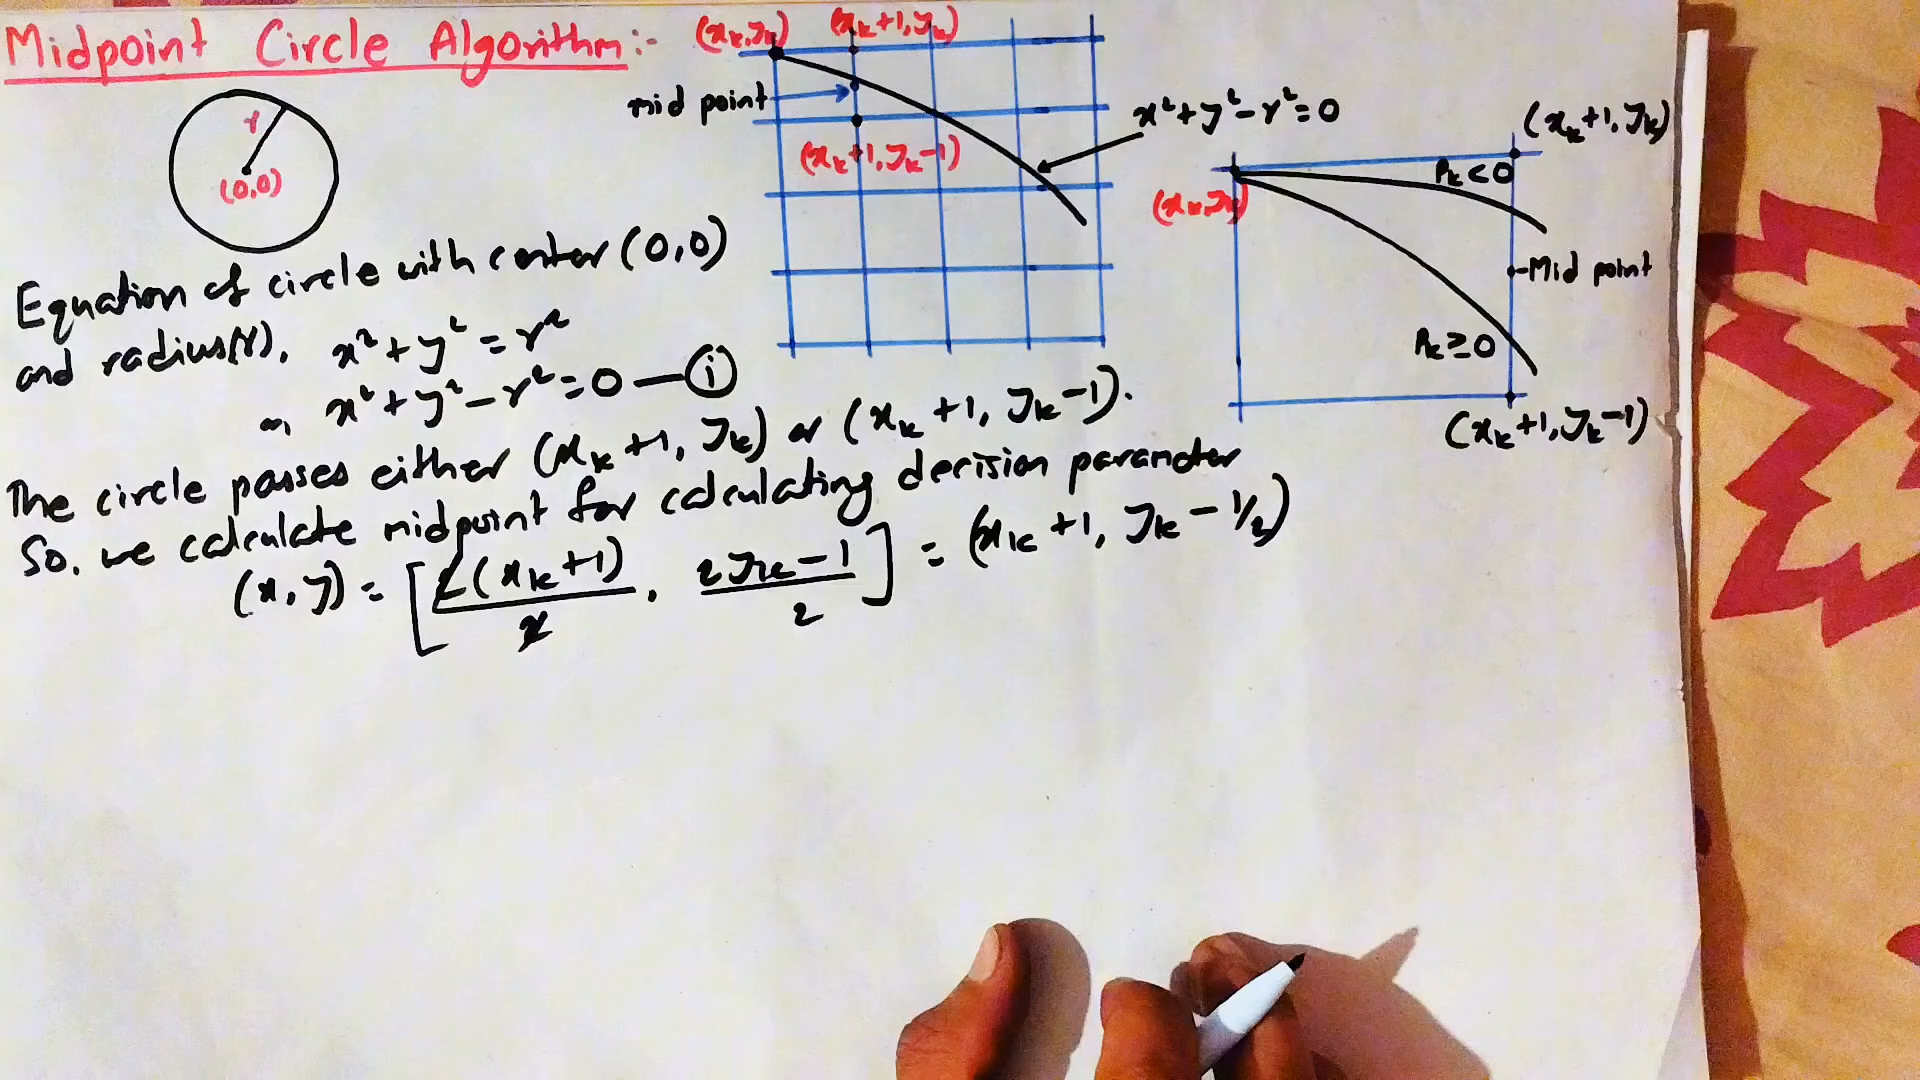 Midpoint Circle Algorithm:-
r
(0,0)
(xₖ,yₖ)
(xₖ+1,yₖ)
mid point
(xₖ+1,yₖ-1)
x²+y²-r²=0
(xₖ+1,yₖ)
Pₖ<0
(xₖ,yₖ)
Mid point
Pₖ≥0
(xₖ+1,yₖ-1)
Equation of circle with center (0,0)
and radius(r), x²+y²=r²
or, x²+y²-r²=0 — (i)
The circle passes either (xₖ+1, yₖ) or (xₖ+1, yₖ-1).
So, we calculate midpoint for calculating decision parameter
(x,y) = [2(xₖ+1)/2, 2yₖ-1/2] = (xₖ+1, yₖ-1/2)